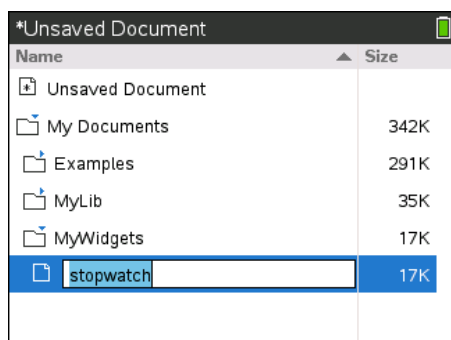 *Unsaved Document
Name Size
Unsaved Document
My Documents 342K
Examples 291K
MyLib 35K
MyWidgets 17K
stopwatch 17K